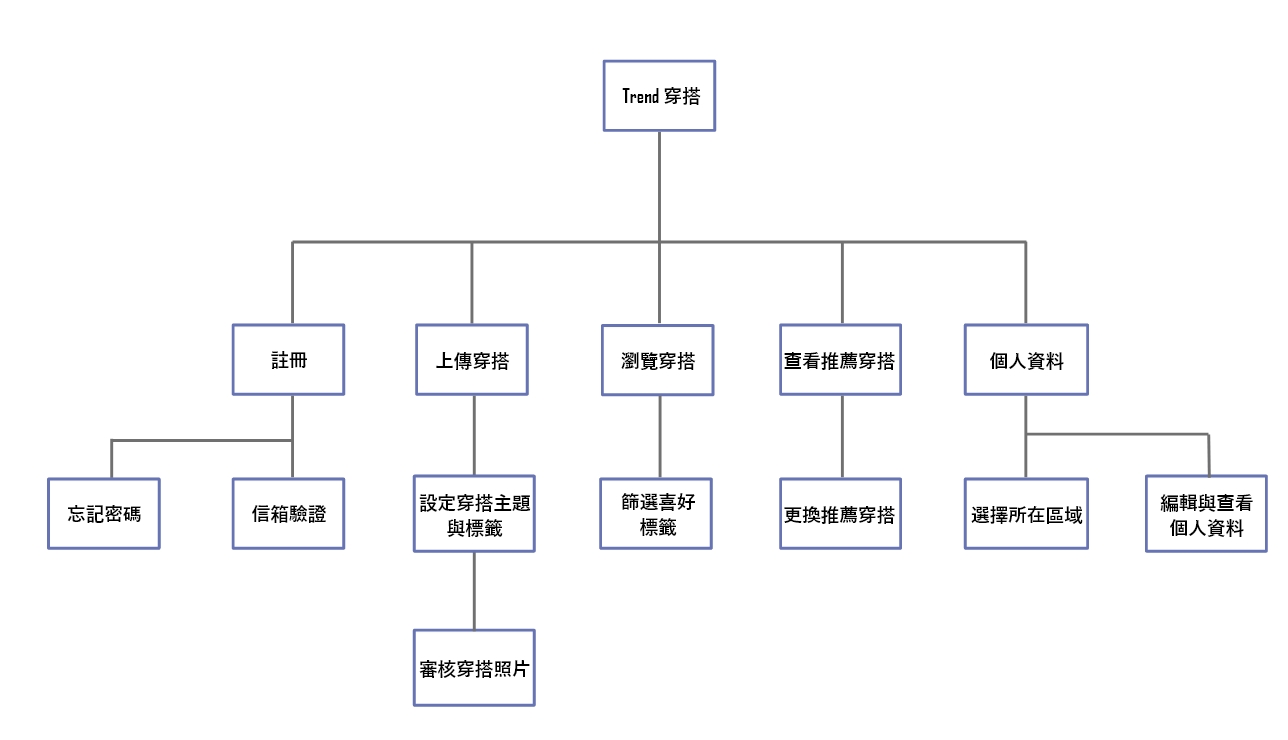 Trend 穿搭
註冊
上傳穿搭
瀏覽穿搭
查看推薦穿搭
個人資料
忘記密碼
信箱驗證
設定穿搭主題
與標籤
篩選喜好
標籤
更換推薦穿搭
選擇所在區域
編輯與查看
個人資料
審核穿搭照片